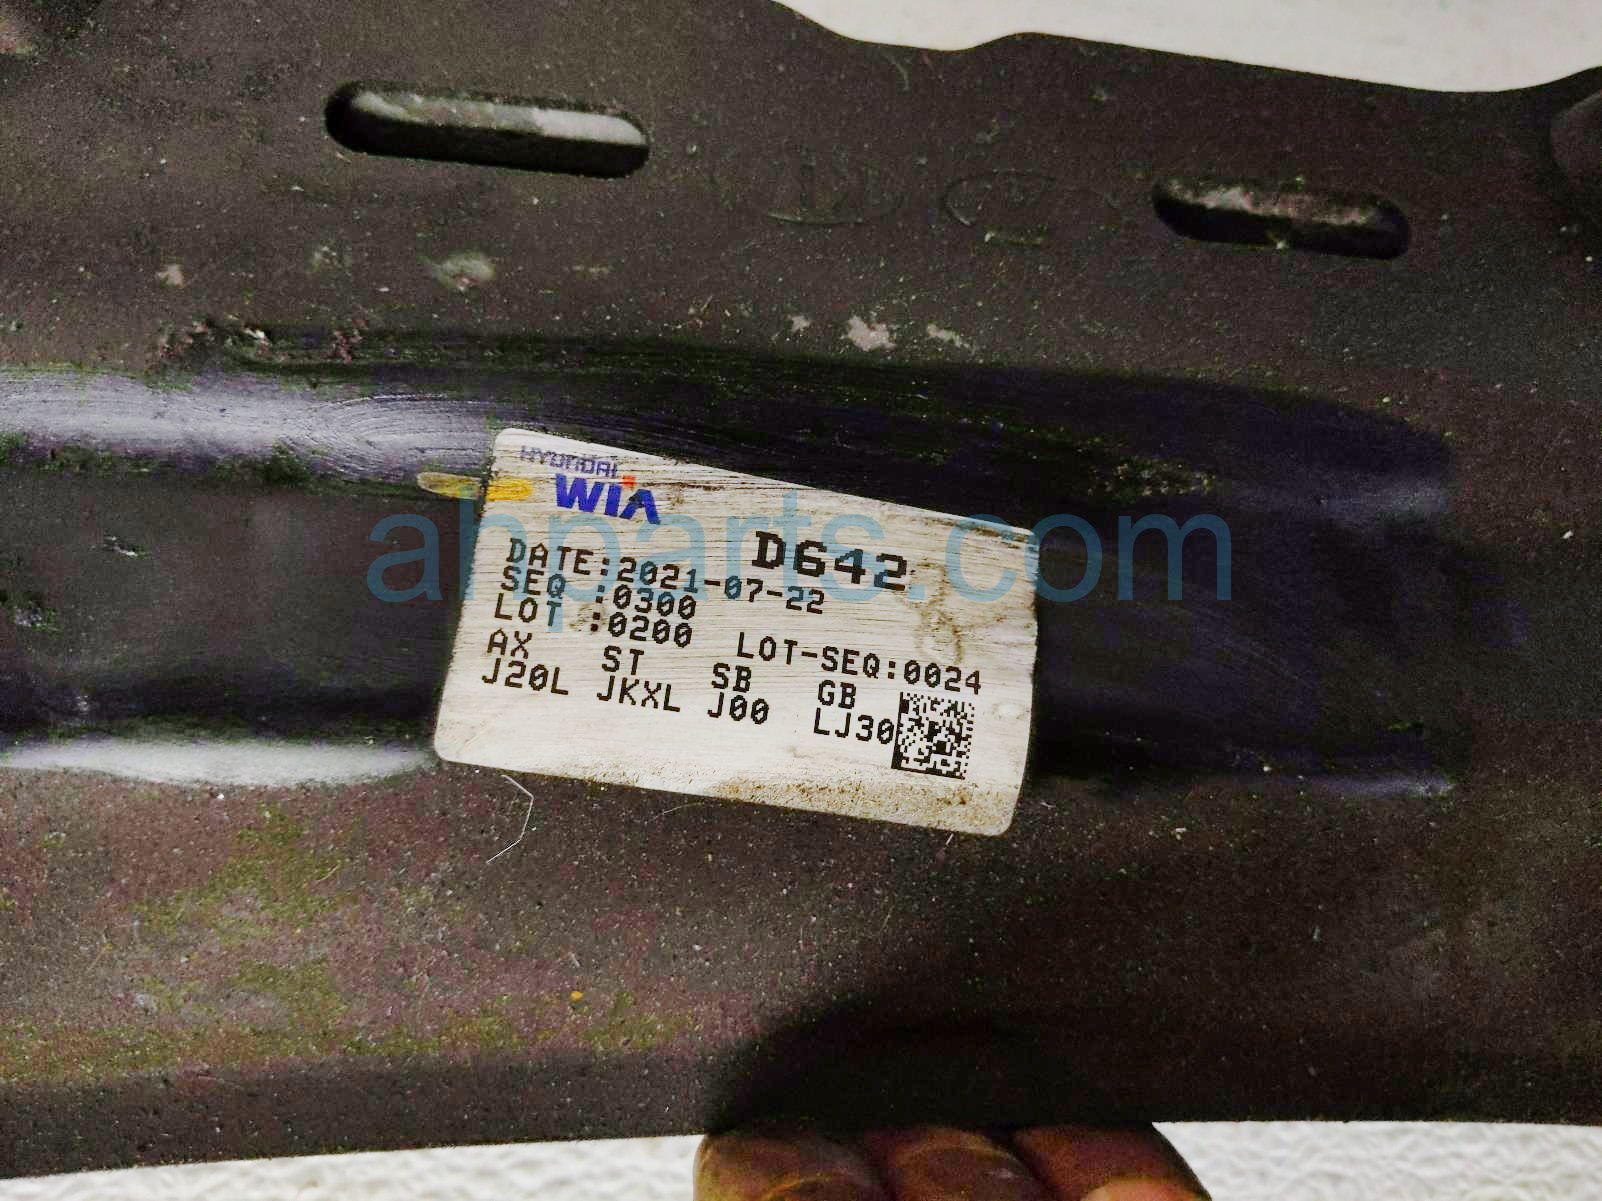 HYUNDAI
WIA
D642
DATE:2021-07-22
SEQ :0300
LOT :0200 LOT-SEQ:0024
AX ST SB GB
J20L JKXL J00 LJ30
ahparts.com